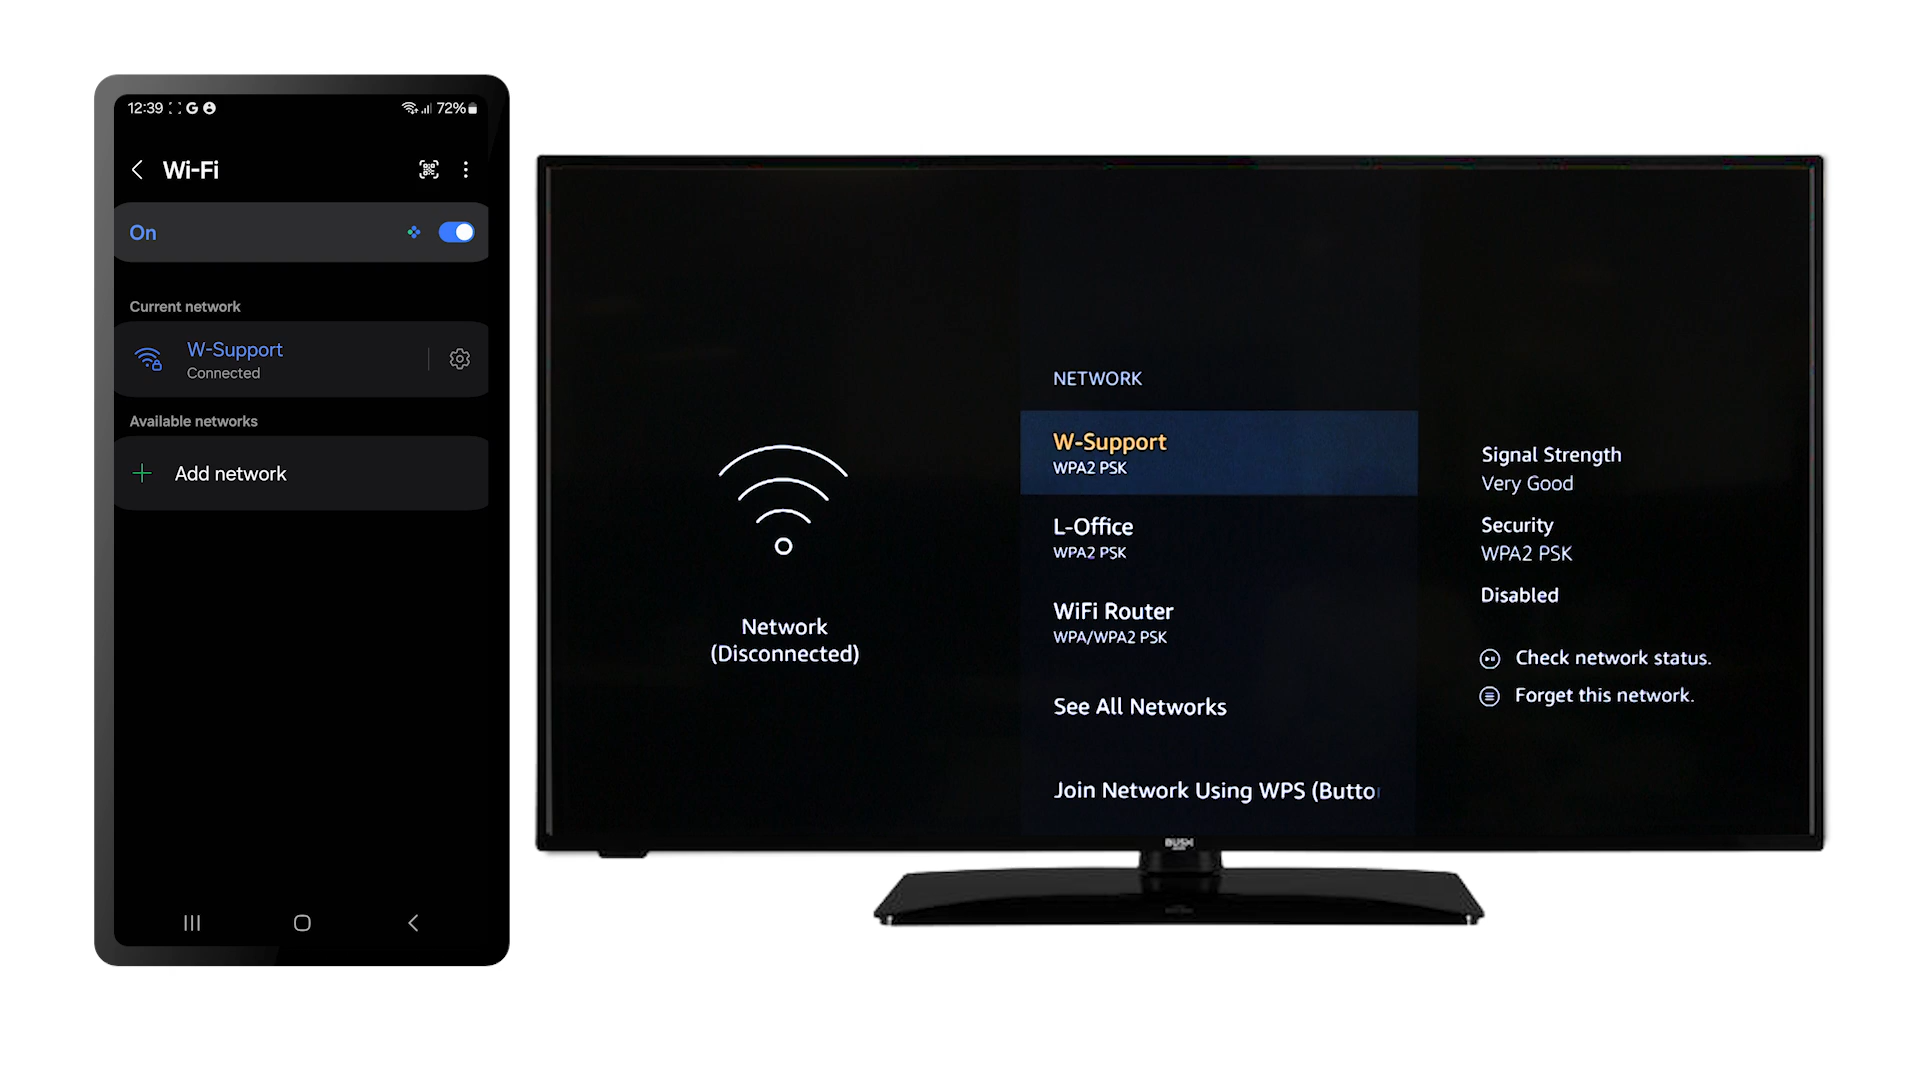 12:39 G 72%
Wi-Fi
On
Current network
W-Support
Connected
Available networks
Add network
Network
(Disconnected)
NETWORK
W-Support
WPA2 PSK
L-Office
WPA2 PSK
WiFi Router
WPA/WPA2 PSK
See All Networks
Join Network Using WPS (Butto
Signal Strength
Very Good
Security
WPA2 PSK
Disabled
Check network status.
Forget this network.
BUSH